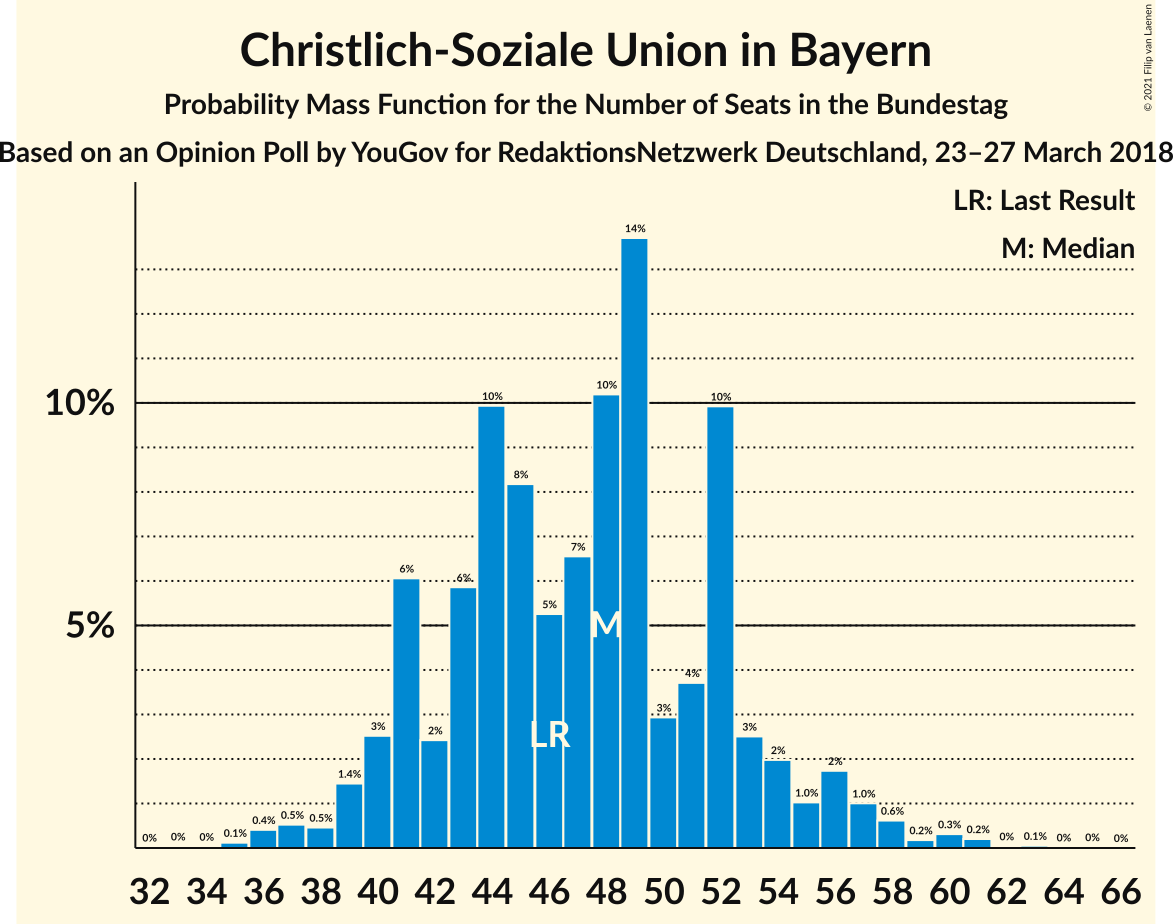 Christlich-Soziale Union in Bayern
Probability Mass Function for the Number of Seats in the Bundestag
Based on an Opinion Poll by YouGov for RedaktionsNetzwerk Deutschland, 23–27 March 2018
© 2021 Filip van Laenen
LR: Last Result
M: Median
10%
5%
0% 0% 0% 0.1% 0.4% 0.5% 0.5% 1.4% 3% 6% 2% 6% 10% 8% 5% 7% 10% 14% 3% 4% 10% 3% 2% 1.0% 2% 1.0% 0.6% 0.2% 0.3% 0.2% 0% 0.1% 0% 0% 0%
M
LR
32 34 36 38 40 42 44 46 48 50 52 54 56 58 60 62 64 66